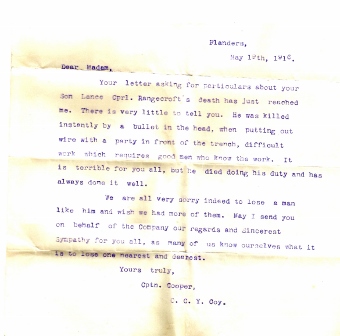 Flanders,
May 1 th, 1916.
Dear Madam,
Your letter asking for particulars about your
Son Lance Cprl. Rangecroft's death has just reached
me. There is very little to tell you. He was killed
instently by a bullet in the head, when putting out
wire with a party in front of the trench, difficult
work which requires good men who know the work. It
is terrible for you all, but he died doing his duty and has
always done it well.
We are all very sorry indeed to lose a man
like him and wish we had more of them. May I send you
on behalf of the Company our regards and Sincerest
Sympathy for you all, as many of us know ourselves what it
is to lose one nearest and dearest.
Yours truly,
Cptn. Cooper,
C. Coy.